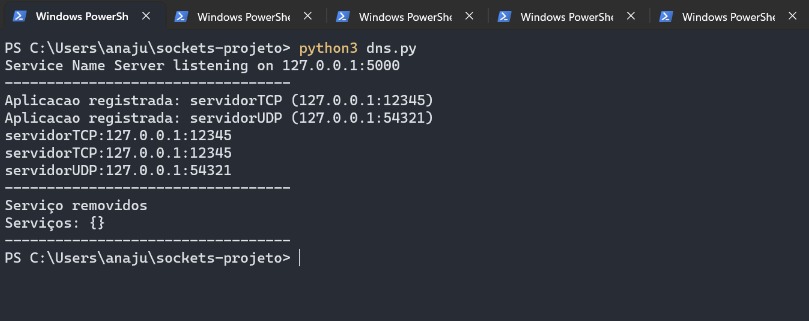 Windows PowerSh
Windows PowerShe
Windows PowerShe
Windows PowerShe
Windows PowerShe
PS C:\Users\anaju\sockets-projeto> python3 dns.py
Service Name Server listening on 127.0.0.1:5000
----------------------------------
Aplicacao registrada: servidorTCP (127.0.0.1:12345)
Aplicacao registrada: servidorUDP (127.0.0.1:54321)
servidorTCP:127.0.0.1:12345
servidorTCP:127.0.0.1:12345
servidorUDP:127.0.0.1:54321
----------------------------------
Serviço removidos
Serviços: {}
----------------------------------
PS C:\Users\anaju\sockets-projeto>